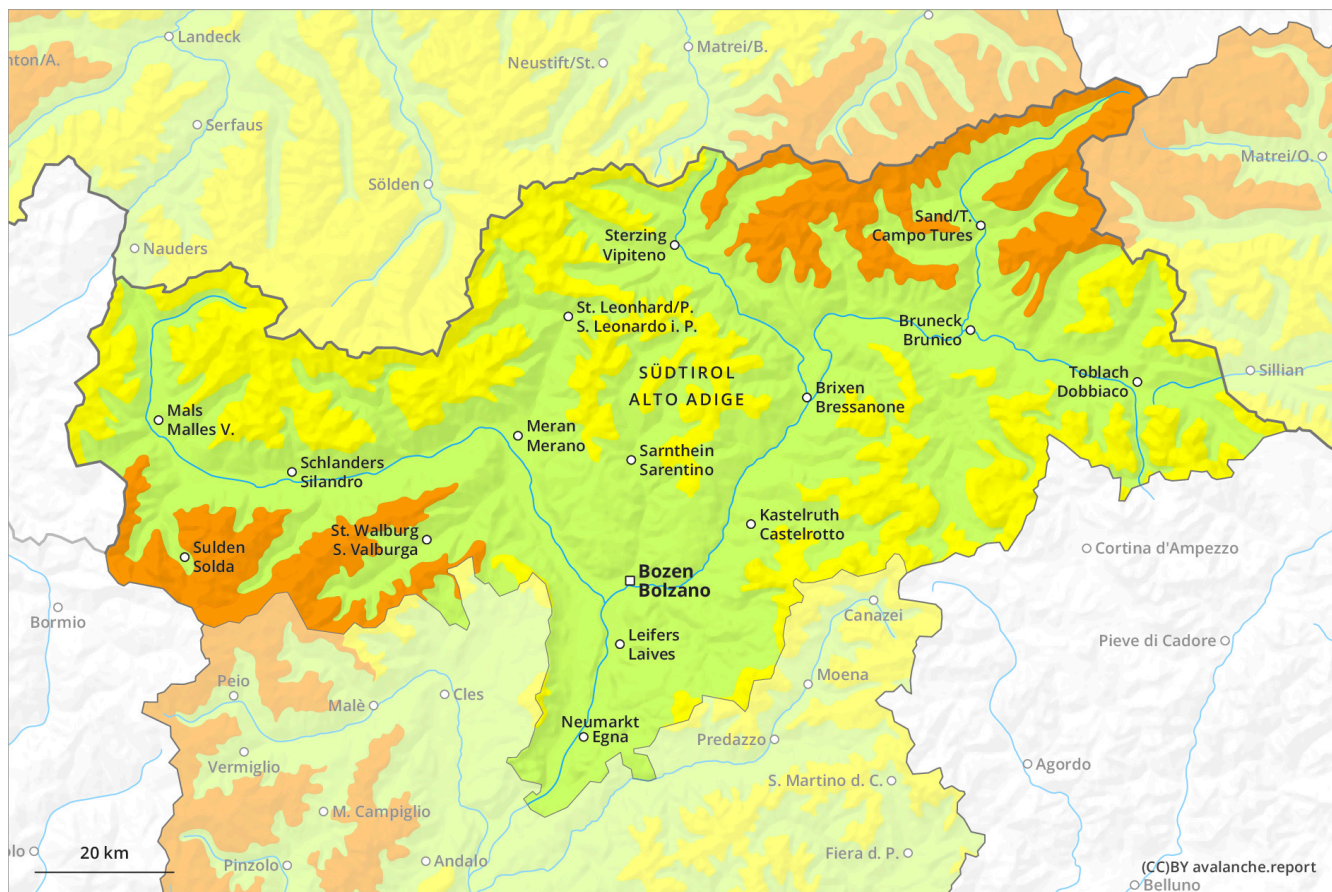 Landeck
nton/A.
Neustift/St.
Matrei/B.
Serfaus
Matrei/O.
Sölden
Sand/T.
Campo Tures
Sterzing
Vipiteno
Nauders
St. Leonhard/P.
S. Leonardo i. P.
Bruneck
Brunico
SÜDTIROL
ALTO ADIGE
Toblach
Dobbiaco
Sillian
Brixen
Bressanone
Mals
Malles V.
Meran
Merano
Schlanders
Silandro
Sarnthein
Sarentino
Kastelruth
Castelrotto
St. Walburg
S. Valburga
Sulden
Solda
Cortina d'Ampezzo
Bozen
Bolzano
Bormio
Canazei
Leifers
Laives
Pieve di Cadore
Peio
Malè
Cles
Moena
Neumarkt
Egna
Predazzo
Vermiglio
Agordo
S. Martino d. C.
M. Campiglio
olo
20 km
Pinzolo
Andalo
Fiera d. P.
(CC)BY avalanche.report
Belluno